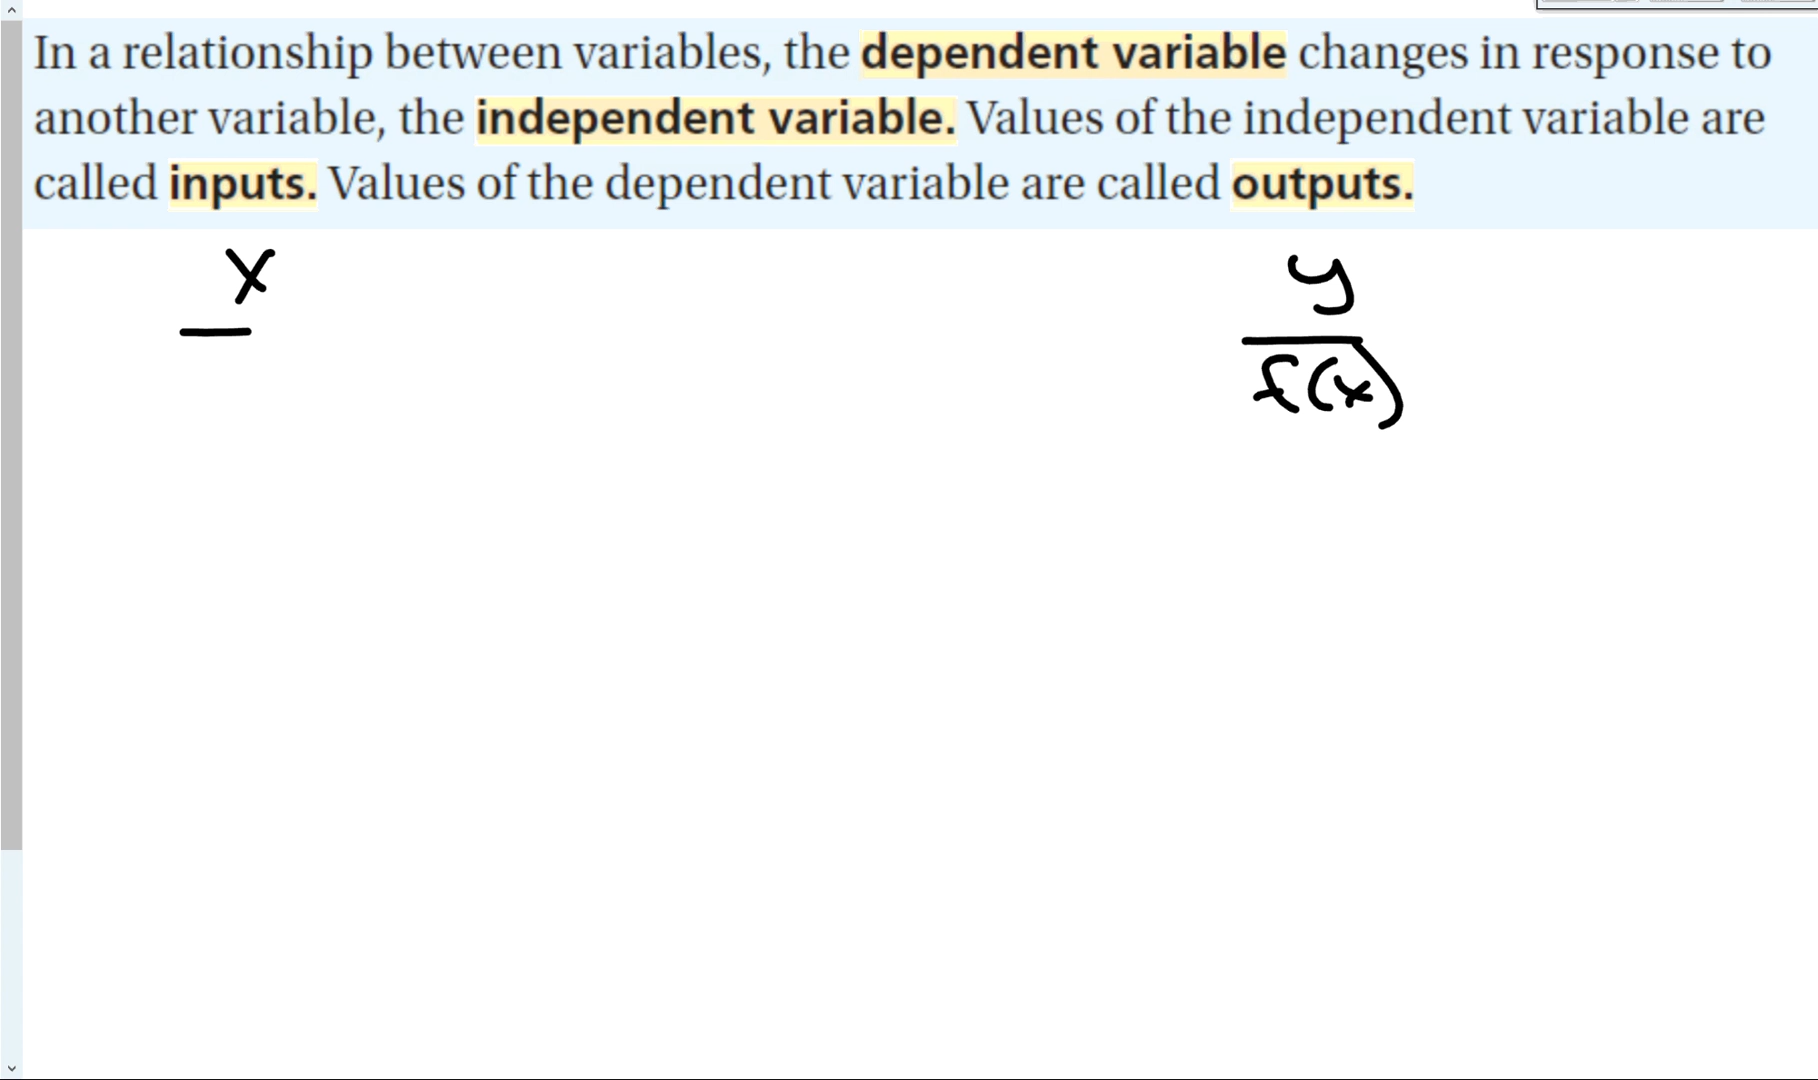 In a relationship between variables, the dependent variable changes in response to
another variable, the independent variable. Values of the independent variable are
called inputs. Values of the dependent variable are called outputs.
x
y
f(x)